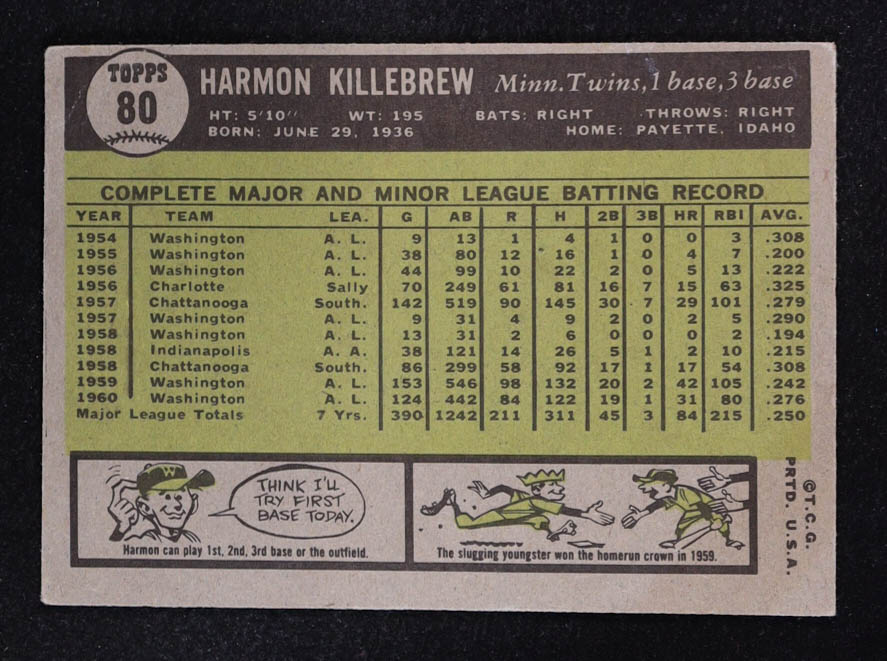 TOPPS
80
HARMON KILLEBREW Minn. Twins, 1 base, 3 base
HT: 5'10" WT: 195 BATS: RIGHT THROWS: RIGHT
BORN: JUNE 29, 1936 HOME: PAYETTE, IDAHO
COMPLETE MAJOR AND MINOR LEAGUE BATTING RECORD
YEAR TEAM LEA. G AB R H 2B 3B HR RBI AVG.
1954 Washington A. L. 9 13 1 4 1 0 0 3 .308
1955 Washington A. L. 38 80 12 16 1 0 4 7 .200
1956 Washington A. L. 44 99 10 22 2 0 5 13 .222
1956 Charlotte Sally 70 249 61 81 16 7 15 63 .325
1957 Chattanooga South. 142 519 90 145 30 7 29 101 .279
1957 Washington A. L. 9 31 4 9 2 0 2 5 .290
1958 Washington A. L. 13 31 2 6 0 0 0 2 .194
1958 Indianapolis A. A. 38 121 14 26 5 1 2 10 .215
1958 Chattanooga South. 86 299 58 92 17 1 17 54 .308
1959 Washington A. L. 153 546 98 132 20 2 42 105 .242
1960 Washington A. L. 124 442 84 122 19 1 31 80 .276
Major League Totals 7 Yrs. 390 1242 211 311 45 3 84 215 .250
W
THINK I'LL
TRY FIRST
BASE TODAY.
Harmon can play 1st, 2nd, 3rd base or the outfield.
The slugging youngster won the homerun crown in 1959.
©T.C.G.
PRTD. U.S.A.